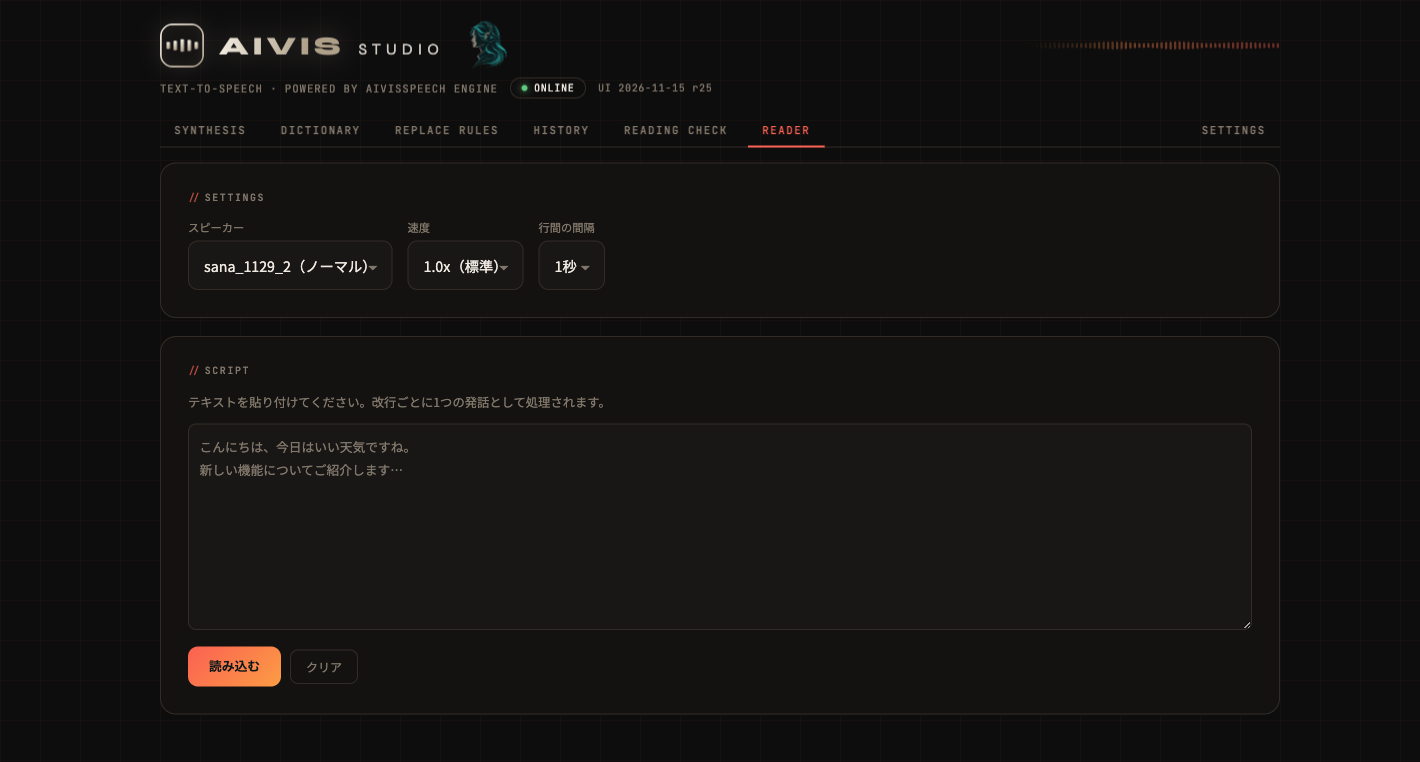 AIVIS STUDIO
TEXT-TO-SPEECH · POWERED BY AIVISSPEECH ENGINE ONLINE UI 2026-11-15 r25
SYNTHESIS DICTIONARY REPLACE RULES HISTORY READING CHECK READER SETTINGS
// SETTINGS
スピーカー 速度 行間の間隔
sana_1129_2（ノーマル） 1.0x（標準） 1秒
// SCRIPT
テキストを貼り付けてください。改行ごとに1つの発話として処理されます。
こんにちは、今日はいい天気ですね。
新しい機能についてご紹介します…
読み込む クリア